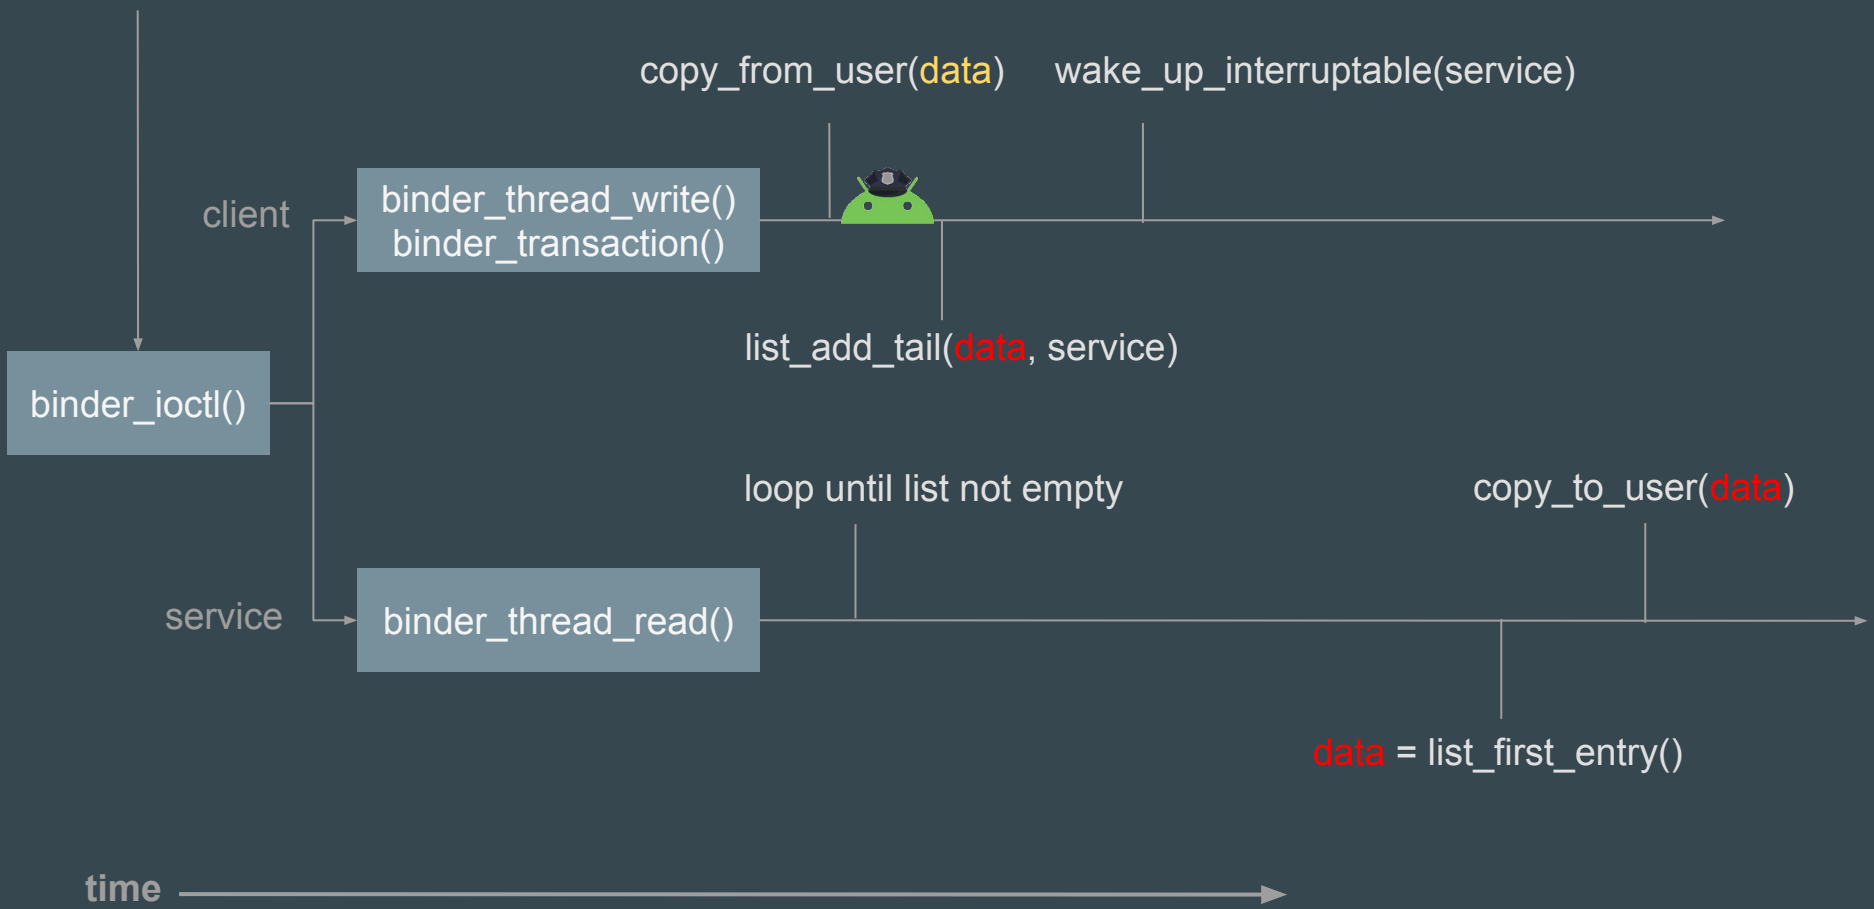 copy_from_user(data)
wake_up_interruptable(service)
client
binder_thread_write()
binder_transaction()
list_add_tail(data, service)
binder_ioctl()
loop until list not empty
copy_to_user(data)
service
binder_thread_read()
data = list_first_entry()
time